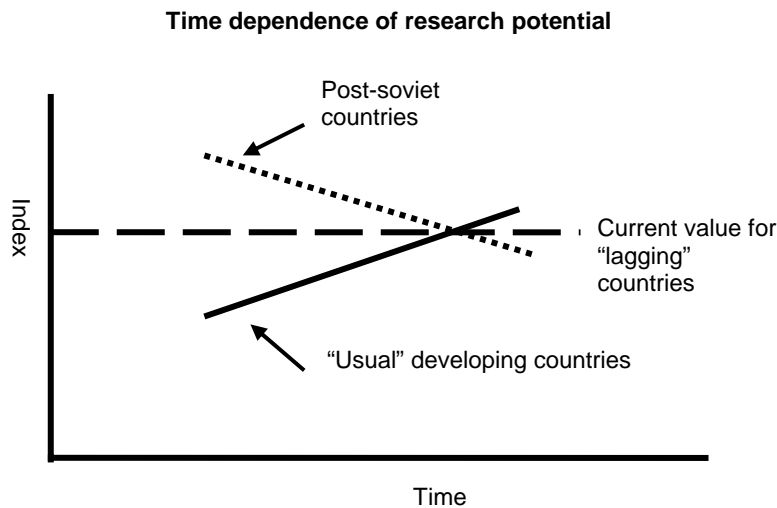 Time dependence of research potential
Post-soviet
countries
Index
Current value for
“lagging”
countries
“Usual” developing countries
Time